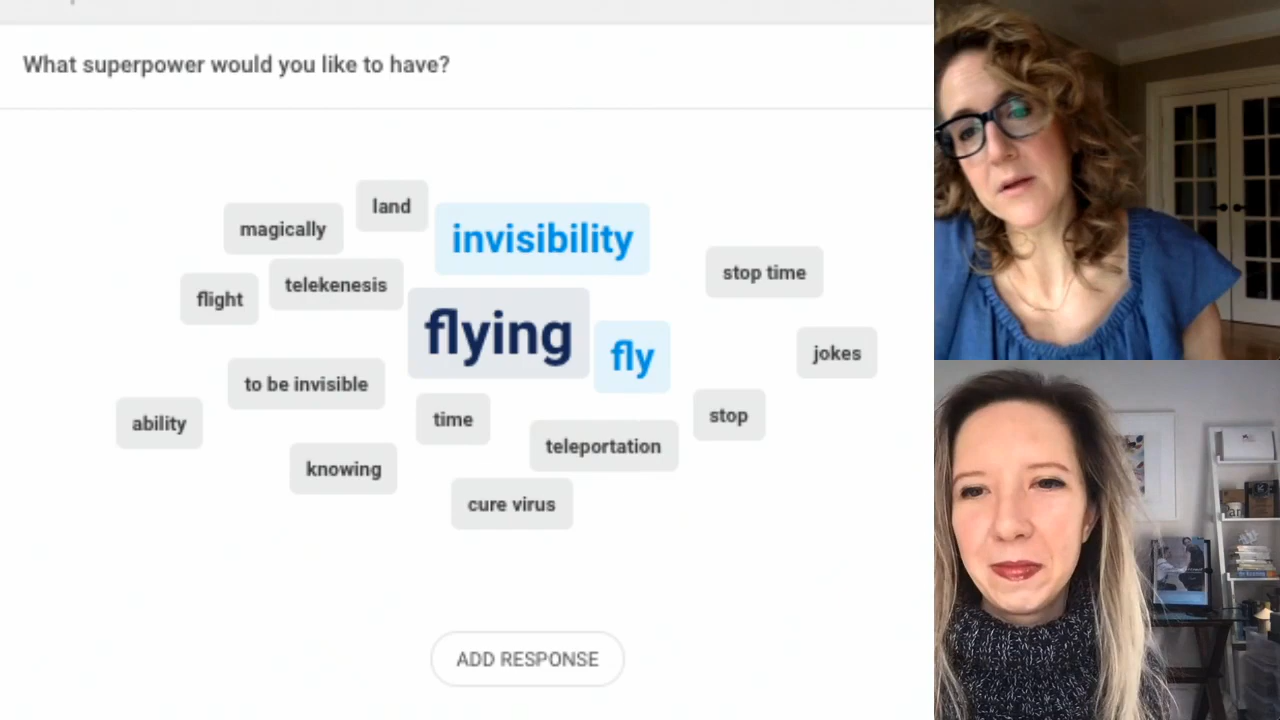 What superpower would you like to have?
land
magically
invisibility
stop time
telekenesis
flight
flying
fly
jokes
to be invisible
ability
time
stop
teleportation
knowing
cure virus
ADD RESPONSE